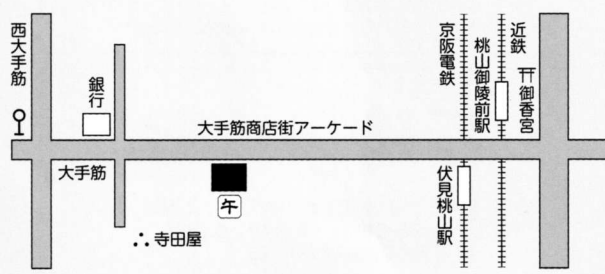 西大手筋
銀行
大手筋商店街アーケード
京阪電鉄
桃山御陵前駅
近鉄
御香宮
大手筋
午
寺田屋
伏見桃山駅